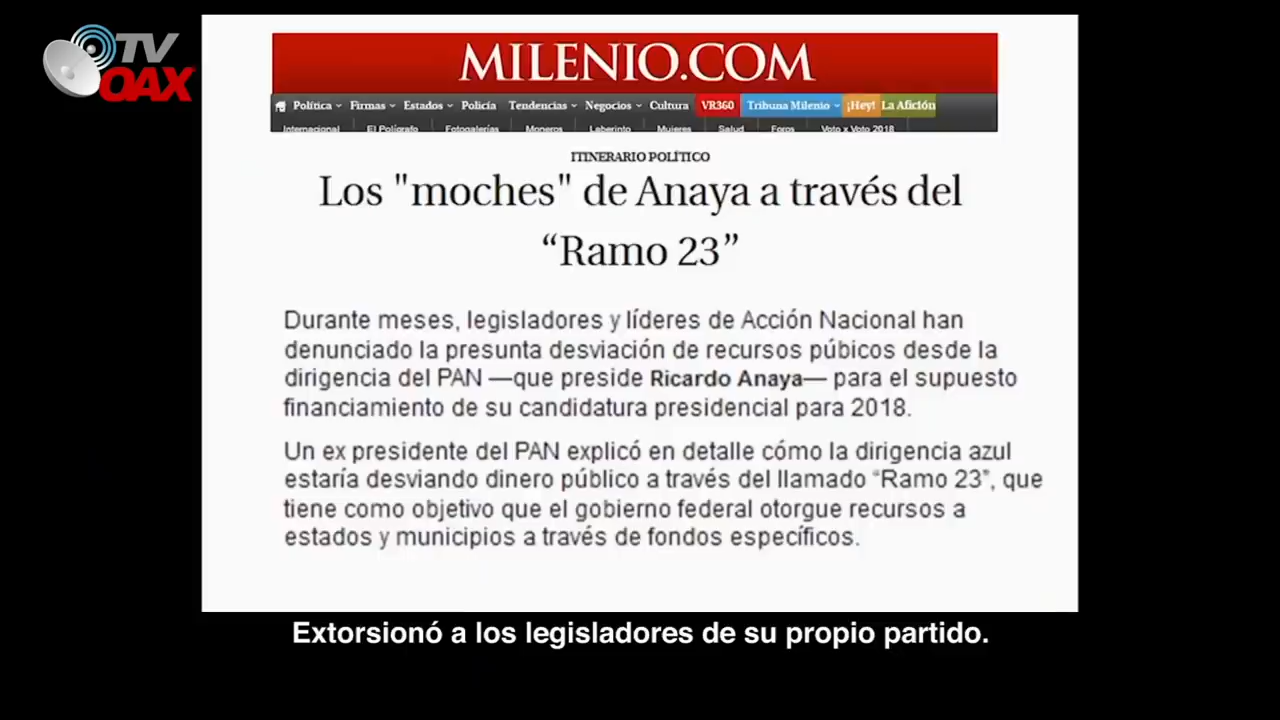 TV
OAX
MILENIO.COM
Política Firmas Estados Policía Tendencias Negocios Cultura VR360 Tribuna Milenio ¡Hey! La Afición
Internacional El Polígrafo Fotogalerías Moneros Laberinto Mujeres Salud Foros Voto x Voto 2018
ITINERARIO POLÍTICO
Los "moches" de Anaya a través del
“Ramo 23”
Durante meses, legisladores y líderes de Acción Nacional han
denunciado la presunta desviación de recursos púbicos desde la
dirigencia del PAN —que preside Ricardo Anaya— para el supuesto
financiamiento de su candidatura presidencial para 2018.
Un ex presidente del PAN explicó en detalle cómo la dirigencia azul
estaría desviando dinero público a través del llamado “Ramo 23”, que
tiene como objetivo que el gobierno federal otorgue recursos a
estados y municipios a través de fondos específicos.
Extorsionó a los legisladores de su propio partido.